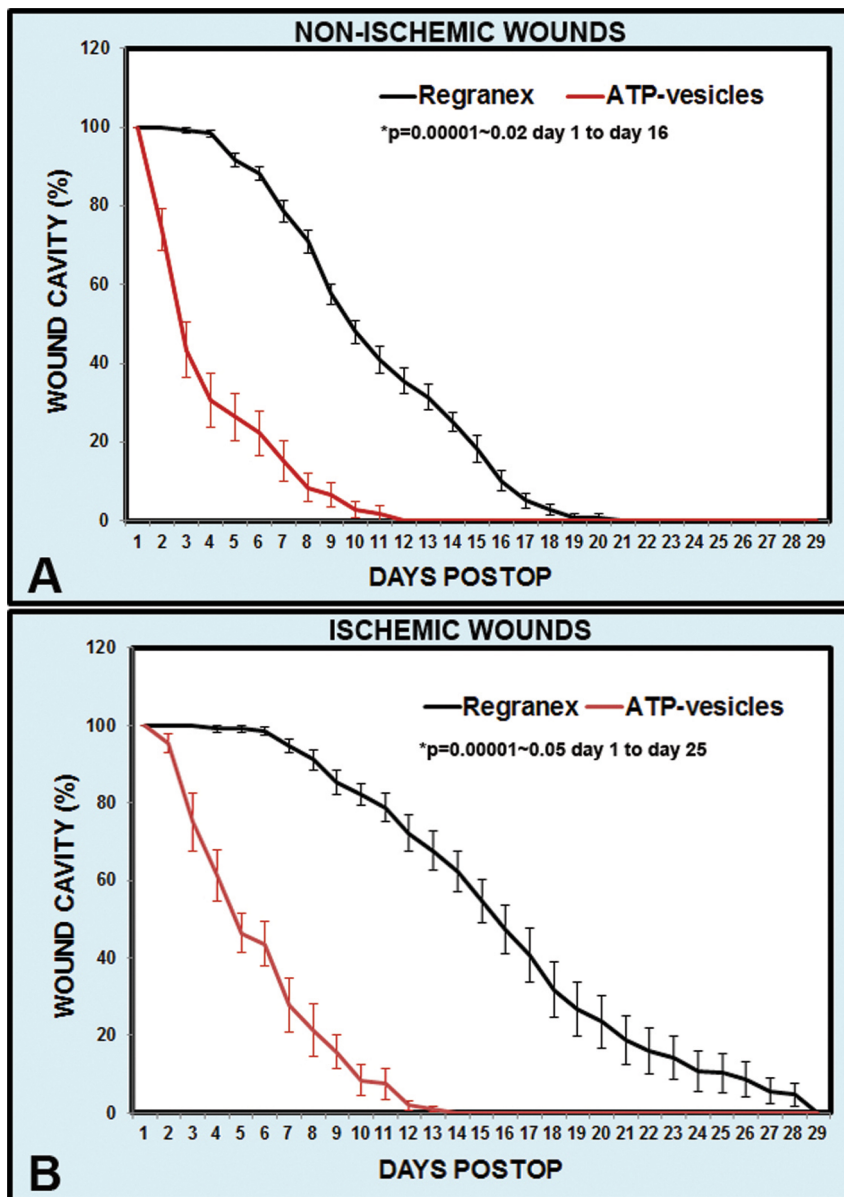 NON-ISCHEMIC WOUNDS
120
100
80
60
40
20
0
WOUND CAVITY (%)
Regranex ATP-vesicles
*p=0.00001~0.02 day 1 to day 16
1 2 3 4 5 6 7 8 9 10 11 12 13 14 15 16 17 18 19 20 21 22 23 24 25 26 27 28 29
DAYS POSTOP
A
ISCHEMIC WOUNDS
120
100
80
60
40
20
0
WOUND CAVITY (%)
Regranex ATP-vesicles
*p=0.00001~0.05 day 1 to day 25
1 2 3 4 5 6 7 8 9 10 11 12 13 14 15 16 17 18 19 20 21 22 23 24 25 26 27 28 29
DAYS POSTOP
B